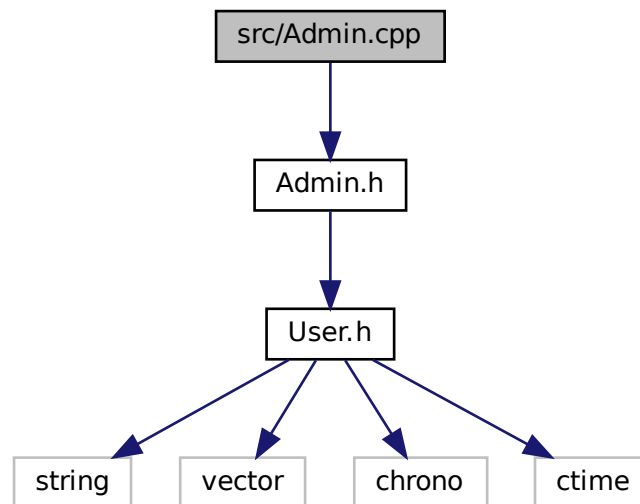 src/Admin.cpp
Admin.h
User.h
string
vector
chrono
ctime